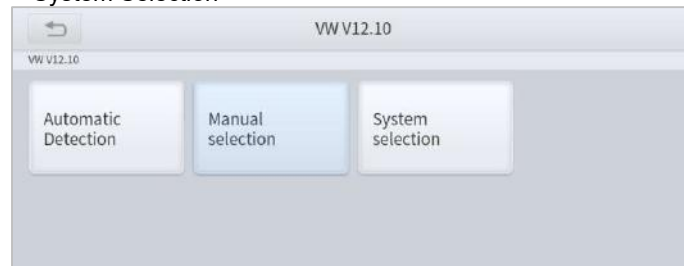 System Selection
VW V12.10
VW V12.10
Automatic
Detection
Manual
selection
System
selection